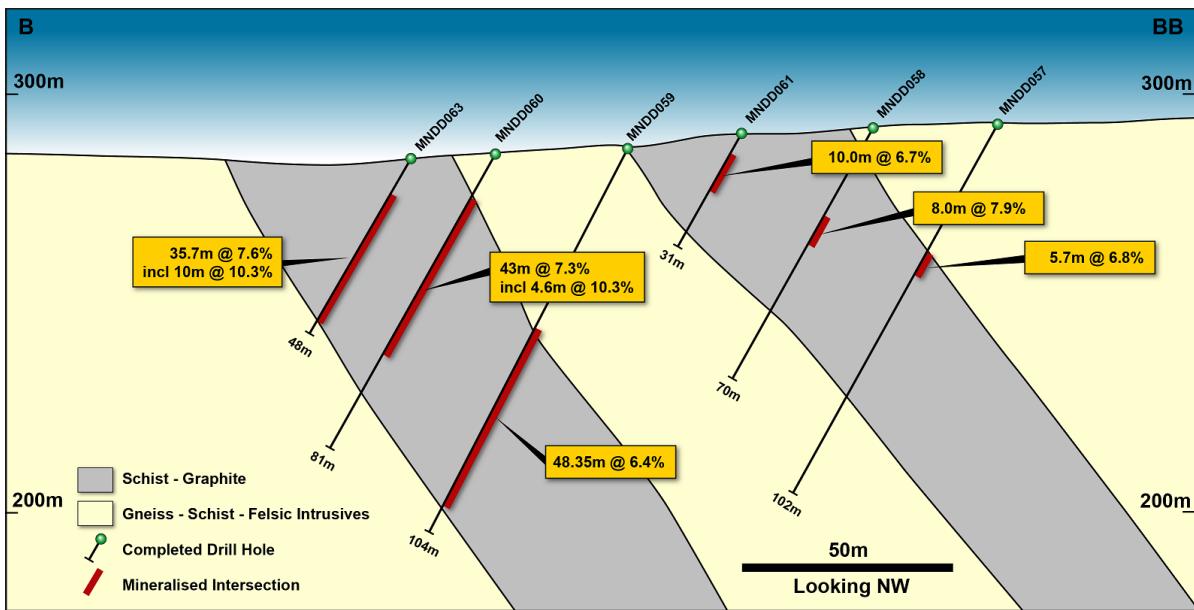 B
BB
300m
300m
MNDD063
MNDD060
MNDD059
MNDD061
MNDD058
MNDD057
10.0m @ 6.7%
8.0m @ 7.9%
5.7m @ 6.8%
35.7m @ 7.6%
incl 10m @ 10.3%
43m @ 7.3%
incl 4.6m @ 10.3%
31m
48m
70m
81m
48.35m @ 6.4%
102m
104m
200m
200m
Schist - Graphite
Gneiss - Schist - Felsic Intrusives
Completed Drill Hole
Mineralised Intersection
50m
Looking NW